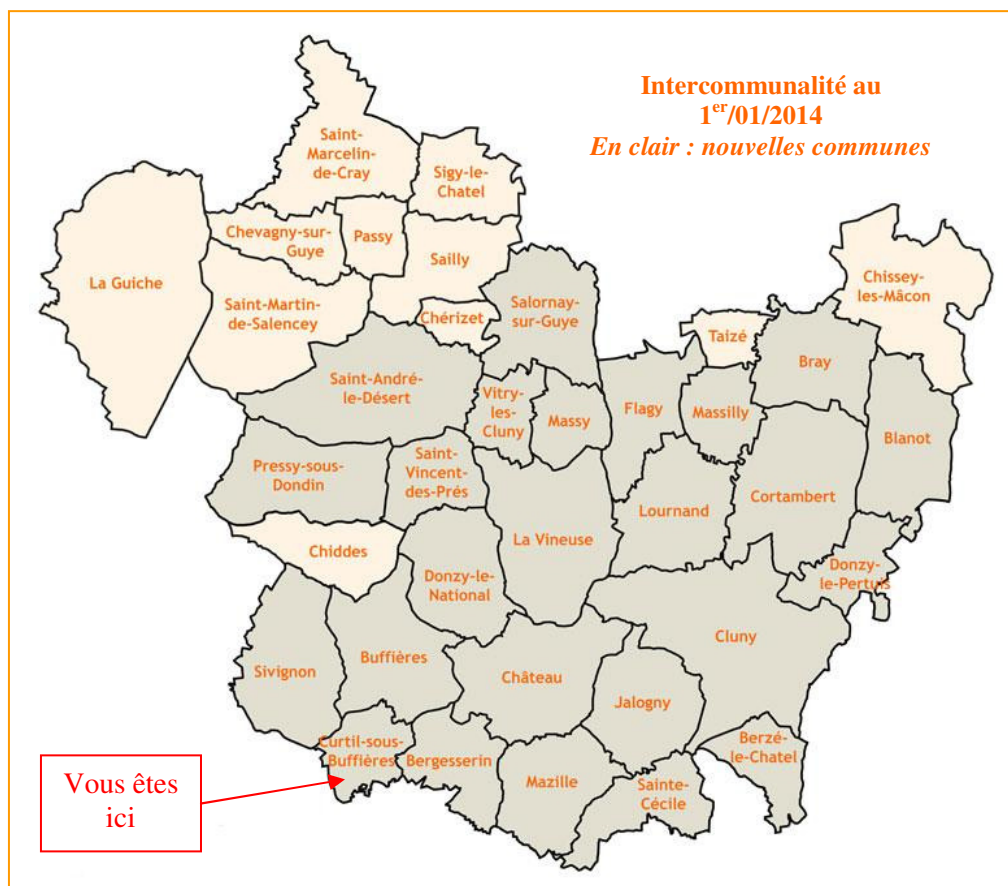 Intercommunalité au
1er/01/2014
En clair : nouvelles communes
Saint-
Marcelin-
de-Cray
Sigy-le-
Chatel
Chevagny-sur-
Guye
Passy
Sailly
La Guiche
Saint-Martin-
de-Salencey
Chérizet
Salornay-
sur-Guye
Chissey-
les-Mâcon
Taizé
Bray
Saint-André-
le-Désert
Vitry-
les-
Cluny
Massy
Flagy
Massilly
Blanot
Pressy-sous-
Dondin
Saint-
Vincent-
des-Prés
Lournand
Cortambert
La Vineuse
Chiddes
Donzy-le-
National
Donzy-
le-Pertuis
Cluny
Sivignon
Buffières
Château
Jalogny
Curtil-sous-
Buffières
Bergesserin
Mazille
Sainte-
Cécile
Berzé-
le-Chatel
Vous êtes
ici